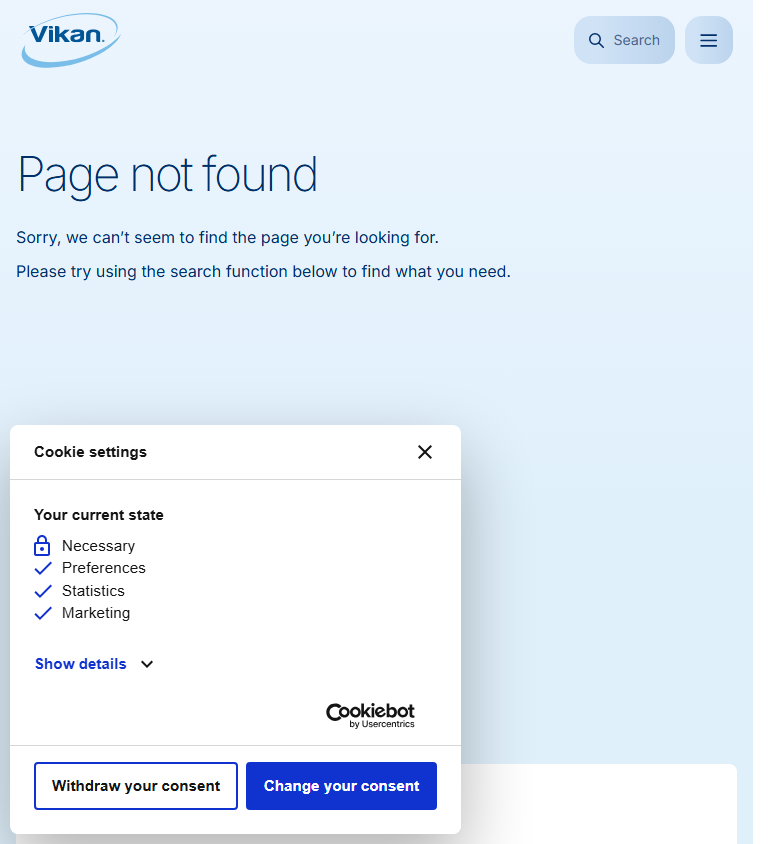 Vikan.
Search
Page not found
Sorry, we can’t seem to find the page you’re looking for.
Please try using the search function below to find what you need.
Cookie settings
Your current state
Necessary
Preferences
Statistics
Marketing
Show details
Cookiebot
by Usercentrics
Withdraw your consent
Change your consent